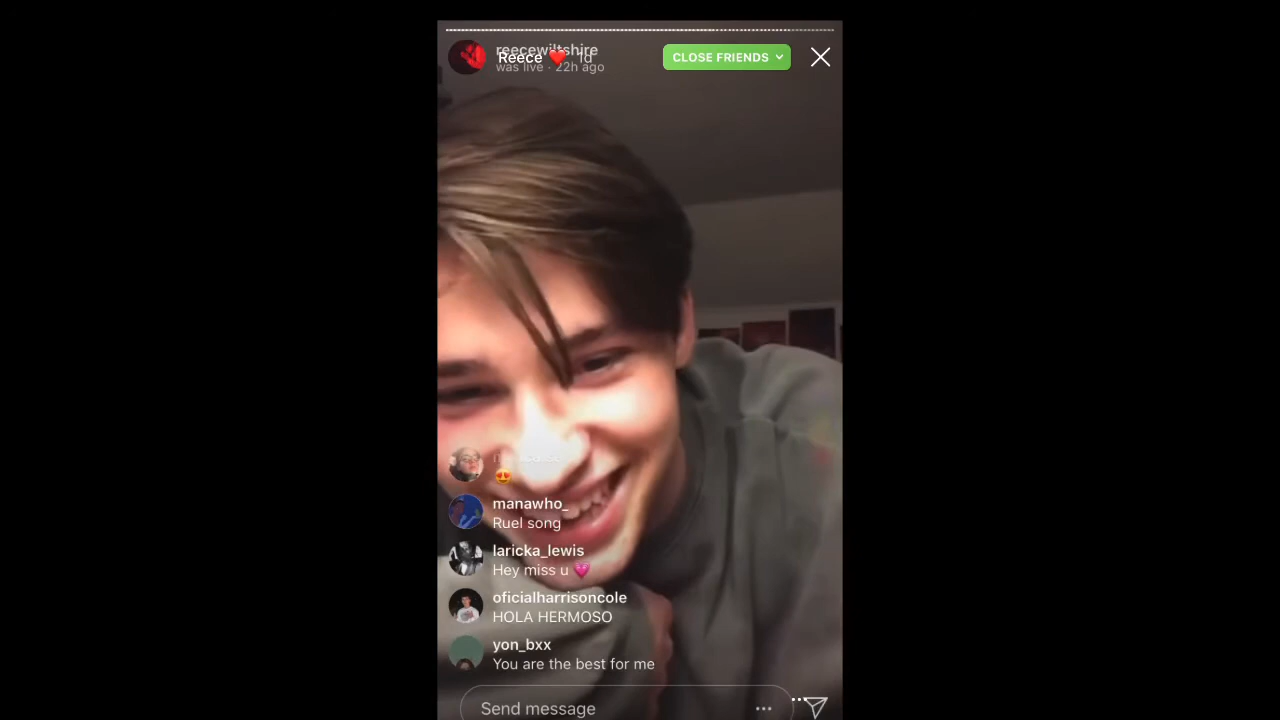 reecewiltshire
Reece ❤️ 1d
was live · 22h ago
CLOSE FRIENDS
😍
manawho_
Ruel song
laricka_lewis
Hey miss u 💗
oficialharrisoncole
HOLA HERMOSO
yon_bxx
You are the best for me
Send message